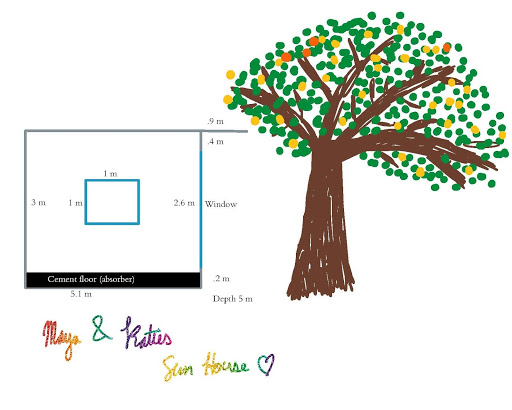 .9 m
.4 m
1 m
3 m
1 m
2.6 m
Window
Cement floor (absorber)
.2 m
5.1 m
Depth 5 m
Maya & Katies
Sun House